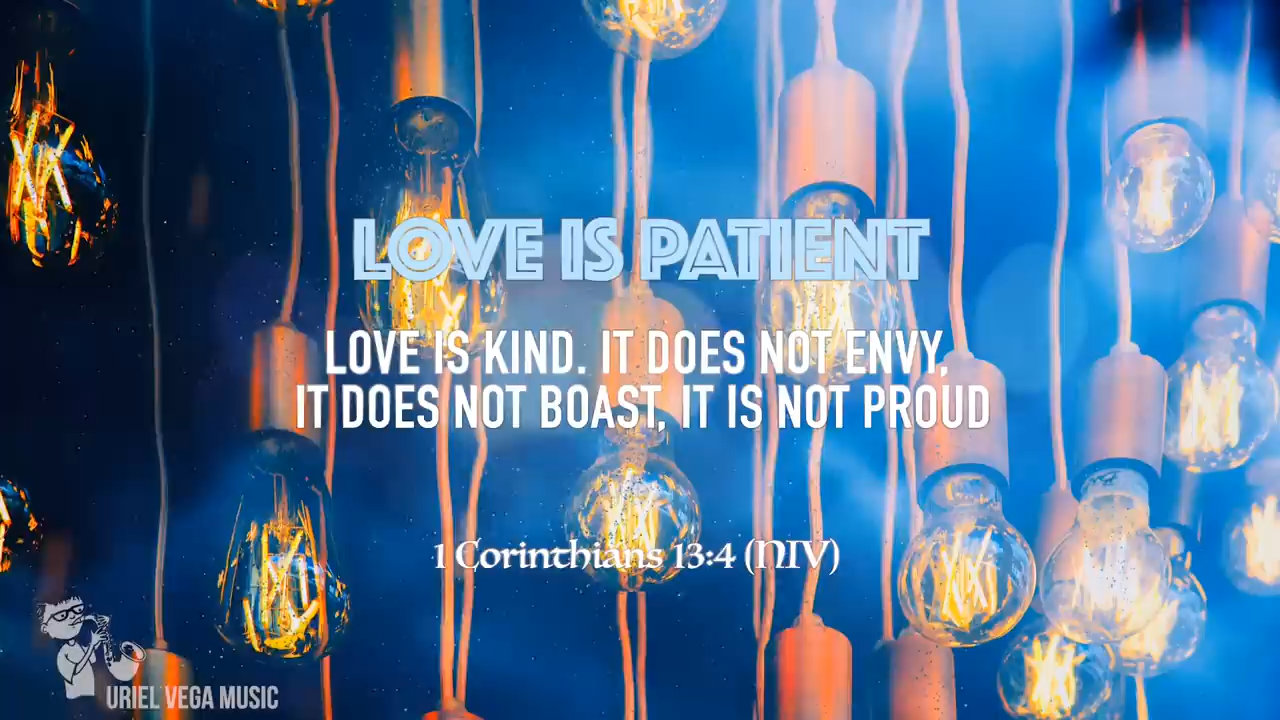 LOVE IS PATIENT
LOVE IS KIND. IT DOES NOT ENVY,
IT DOES NOT BOAST, IT IS NOT PROUD
1 Corinthians 13:4 (NIV)
URIEL VEGA MUSIC